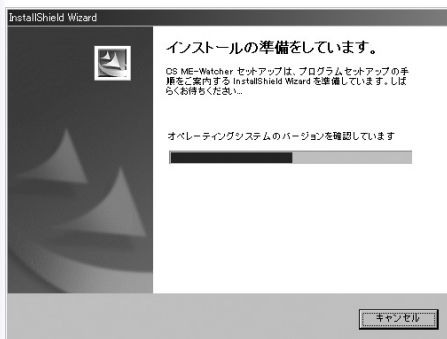 InstallShield Wizard
インストールの準備をしています。
CS ME-Watcher セットアップは、プログラムセットアップの手
順をご案内する InstallShield Wizard を準備しています。しば
らくお待ちください...
オペレーティングシステムのバージョンを確認しています
キャンセル